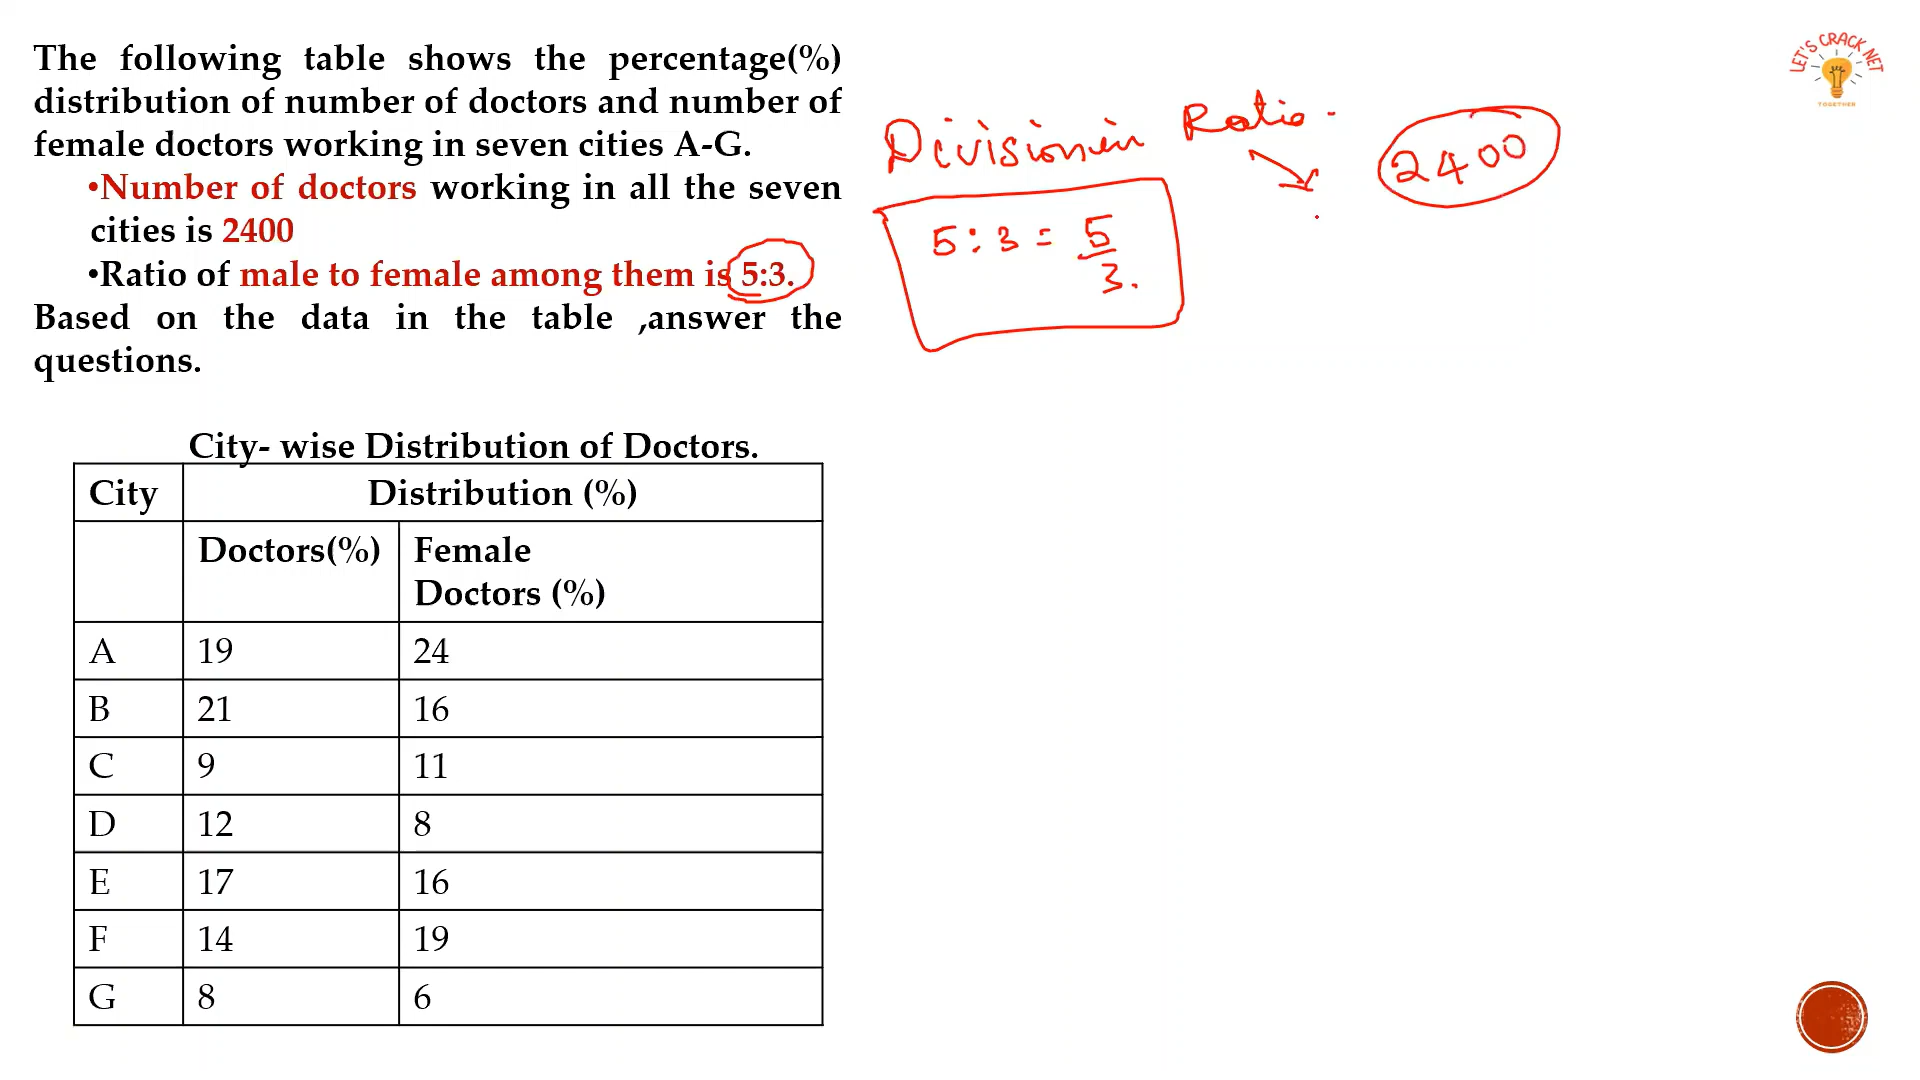 The following table shows the percentage(%)
distribution of number of doctors and number of
female doctors working in seven cities A-G.
•Number of doctors working in all the seven
cities is 2400
•Ratio of male to female among them is 5:3.
Based on the data in the table ,answer the
questions.
City- wise Distribution of Doctors.
City Distribution (%)
Doctors(%) Female
Doctors (%)
A 19 24
B 21 16
C 9 11
D 12 8
E 17 16
F 14 19
G 8 6
Division in Ratio.
2400
5:3 = 5/3.
LET'S CRACK NET
TOGETHER